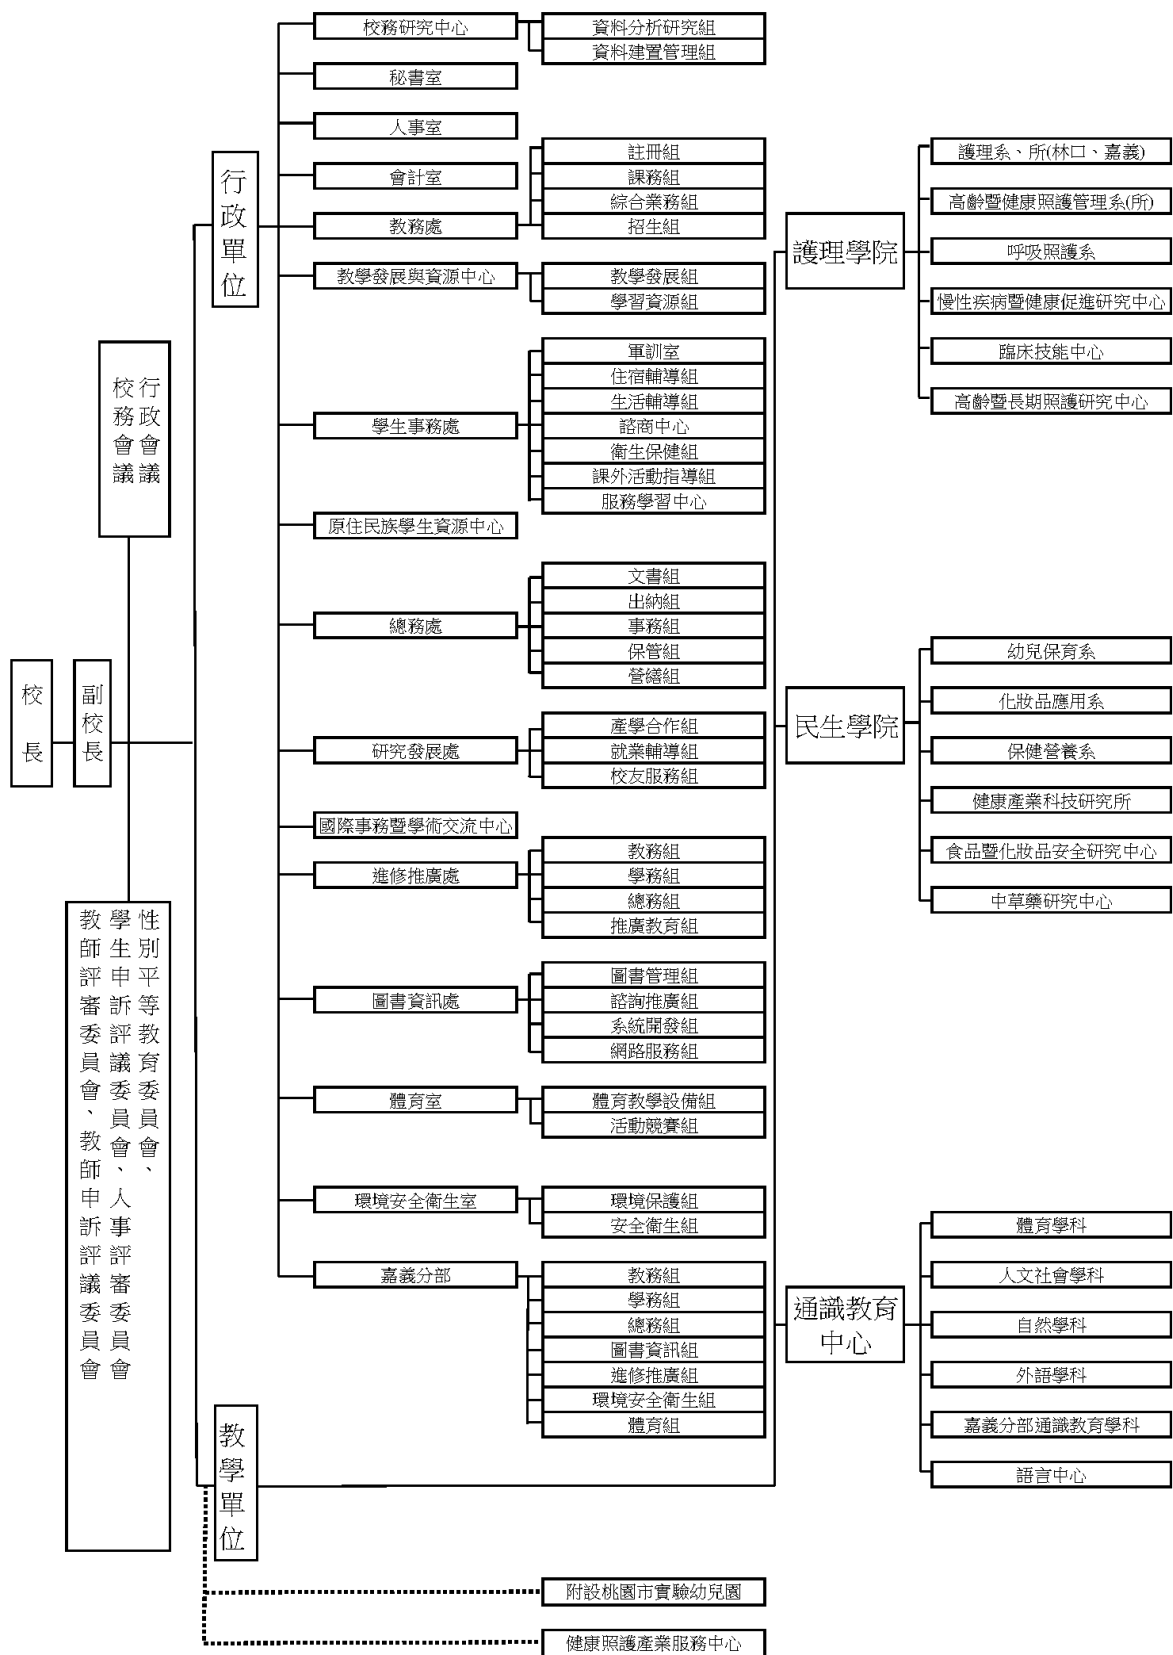 校長
副校長
行政會議
校務會議
性別平等教育委員會、
學生申訴評議委員會、人事評審委員會
教師評審委員會、教師申訴評議委員會
行政單位
校務研究中心
資料分析研究組
資料建置管理組
秘書室
人事室
會計室
教務處
註冊組
課務組
綜合業務組
招生組
教學發展與資源中心
教學發展組
學習資源組
學生事務處
軍訓室
住宿輔導組
生活輔導組
諮商中心
衛生保健組
課外活動指導組
服務學習中心
原住民族學生資源中心
總務處
文書組
出納組
事務組
保管組
營繕組
研究發展處
產學合作組
就業輔導組
校友服務組
國際事務暨學術交流中心
進修推廣處
教務組
學務組
總務組
推廣教育組
圖書資訊處
圖書管理組
諮詢推廣組
系統開發組
網路服務組
體育室
體育教學設備組
活動競賽組
環境安全衛生室
環境保護組
安全衛生組
嘉義分部
教務組
學務組
總務組
圖書資訊組
進修推廣組
環境安全衛生組
體育組
教學單位
護理學院
護理系、所(林口、嘉義)
高齡暨健康照護管理系(所)
呼吸照護系
慢性疾病暨健康促進研究中心
臨床技能中心
高齡暨長期照護研究中心
民生學院
幼兒保育系
化妝品應用系
保健營養系
健康產業科技研究所
食品暨化妝品安全研究中心
中草藥研究中心
通識教育
中心
體育學科
人文社會學科
自然學科
外語學科
嘉義分部通識教育學科
語言中心
附設桃園市實驗幼兒園
健康照護產業服務中心